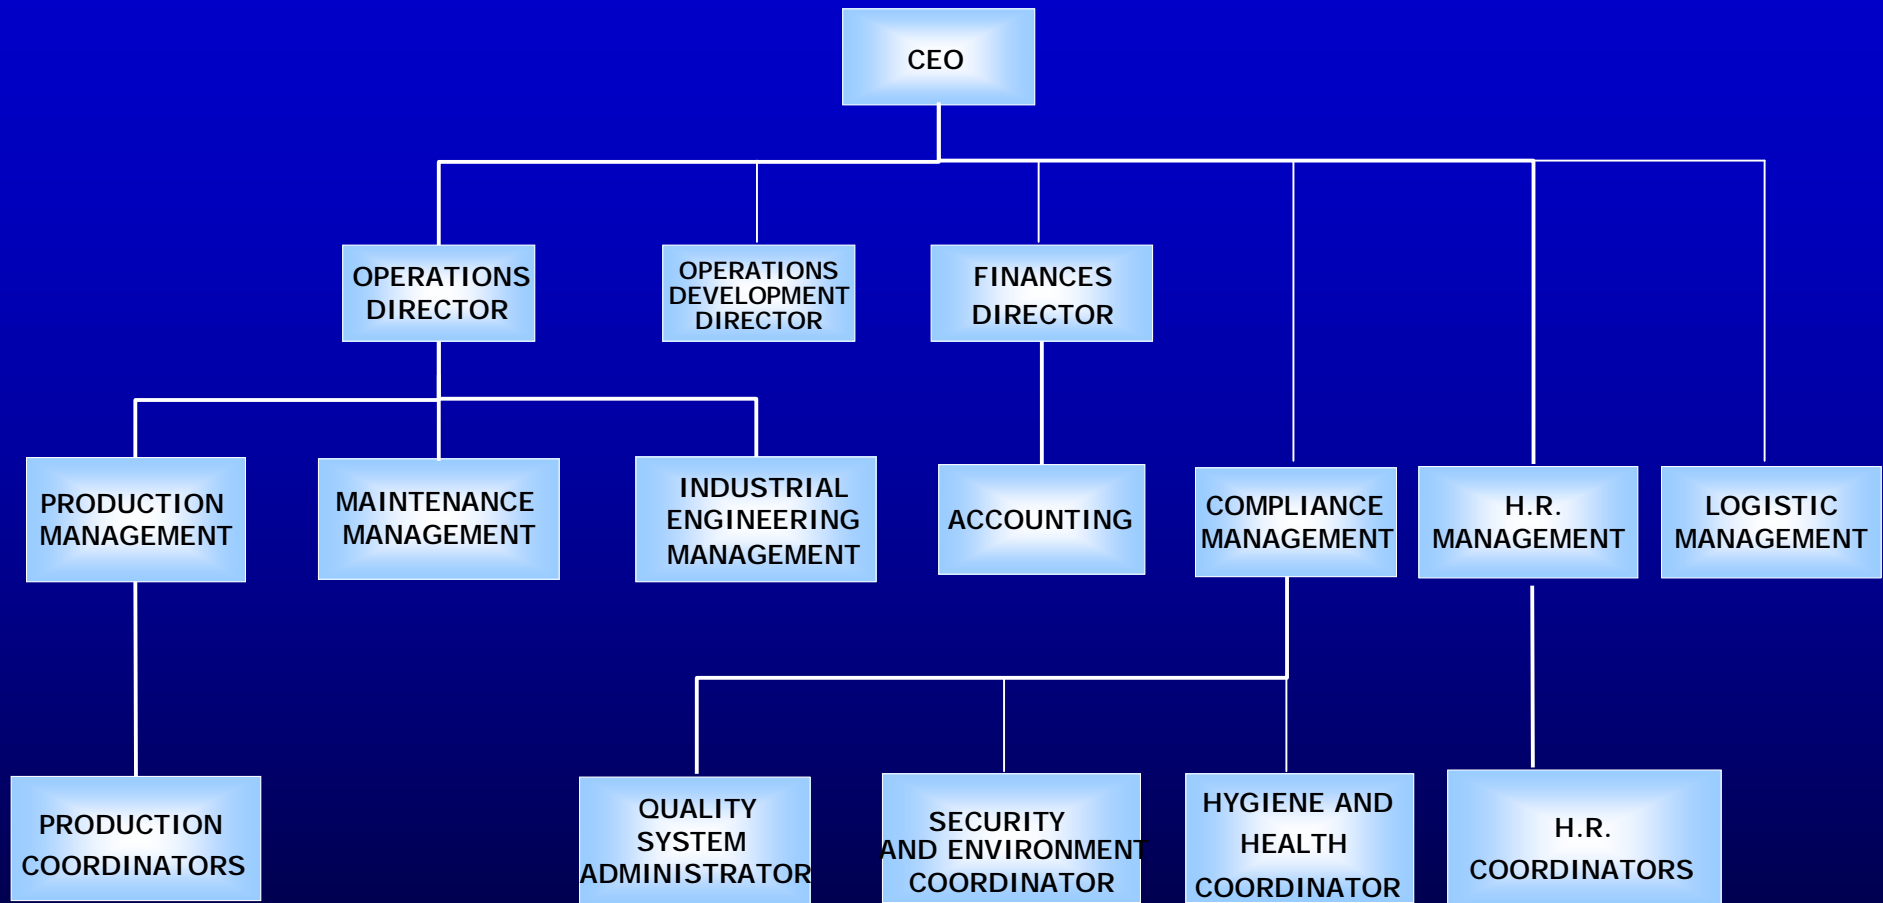 CEO
OPERATIONS
DIRECTOR
OPERATIONS
DEVELOPMENT
DIRECTOR
FINANCES
DIRECTOR
PRODUCTION
MANAGEMENT
MAINTENANCE
MANAGEMENT
INDUSTRIAL
ENGINEERING
MANAGEMENT
ACCOUNTING
COMPLIANCE
MANAGEMENT
H.R.
MANAGEMENT
LOGISTIC
MANAGEMENT
PRODUCTION
COORDINATORS
QUALITY
SYSTEM
ADMINISTRATOR
SECURITY
AND ENVIRONMENT
COORDINATOR
HYGIENE AND
HEALTH
COORDINATOR
H.R.
COORDINATORS